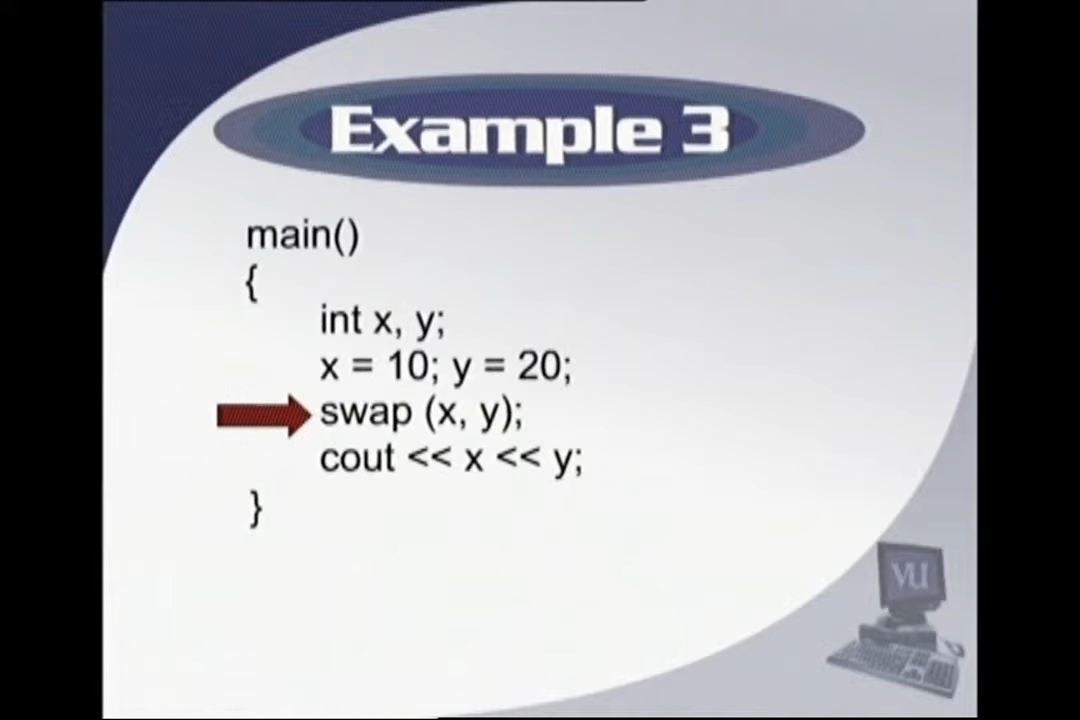 Example 3
main()
{
int x, y;
x = 10; y = 20;
swap (x, y);
cout << x << y;
}
VU